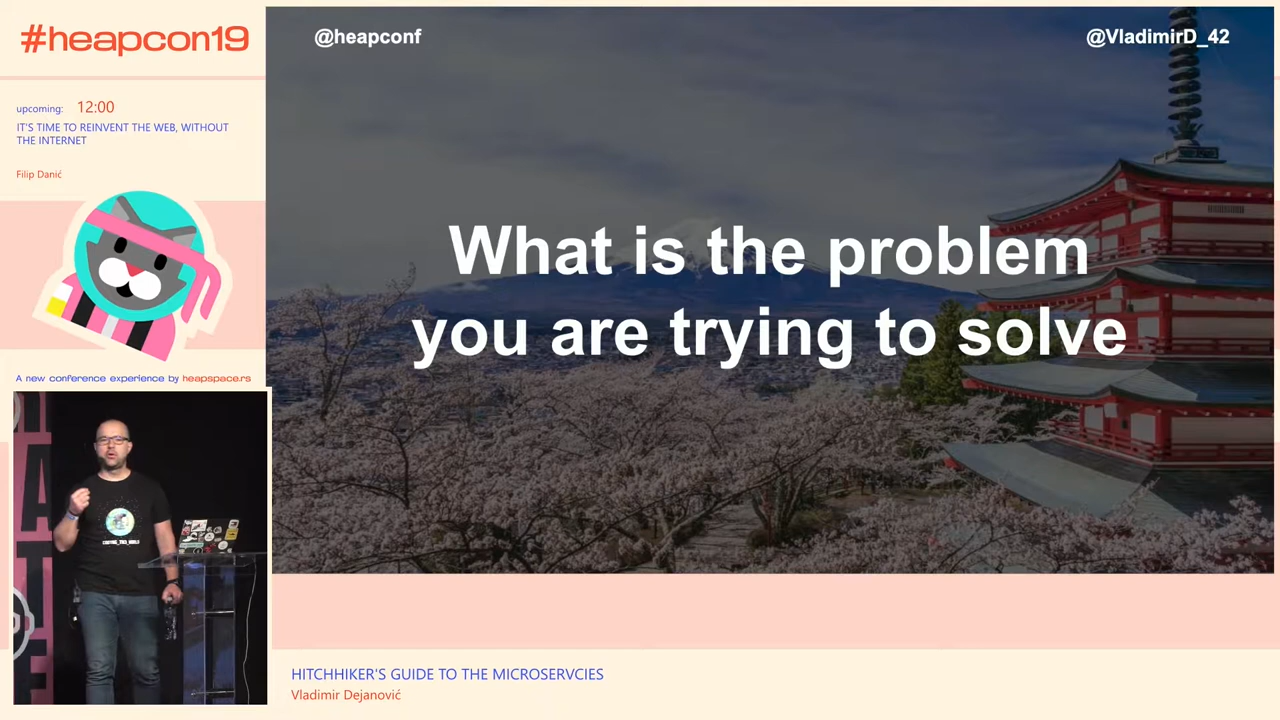 #heapcon19
upcoming: 12:00
IT'S TIME TO REINVENT THE WEB, WITHOUT
THE INTERNET
Filip Danić
A new conference experience by heapspace.rs
@heapconf
@VladimirD_42
What is the problem
you are trying to solve
HITCHHIKER'S GUIDE TO THE MICROSERVCIES
Vladimir Dejanović